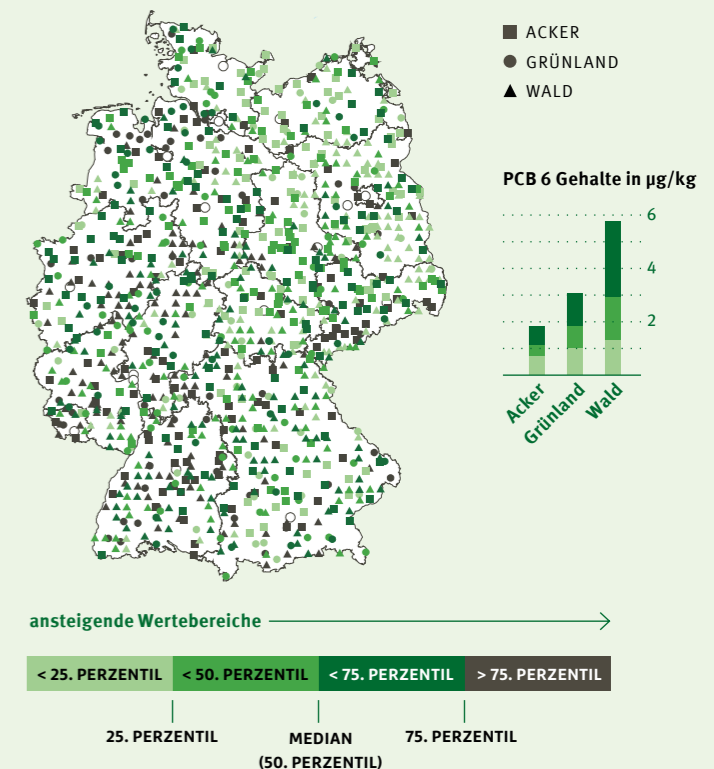 ACKER
GRÜNLAND
WALD
PCB 6 Gehalte in µg/kg
6
4
2
Acker
Grünland
Wald
ansteigende Wertebereiche
< 25. PERZENTIL
< 50. PERZENTIL
< 75. PERZENTIL
> 75. PERZENTIL
25. PERZENTIL
MEDIAN
(50. PERZENTIL)
75. PERZENTIL